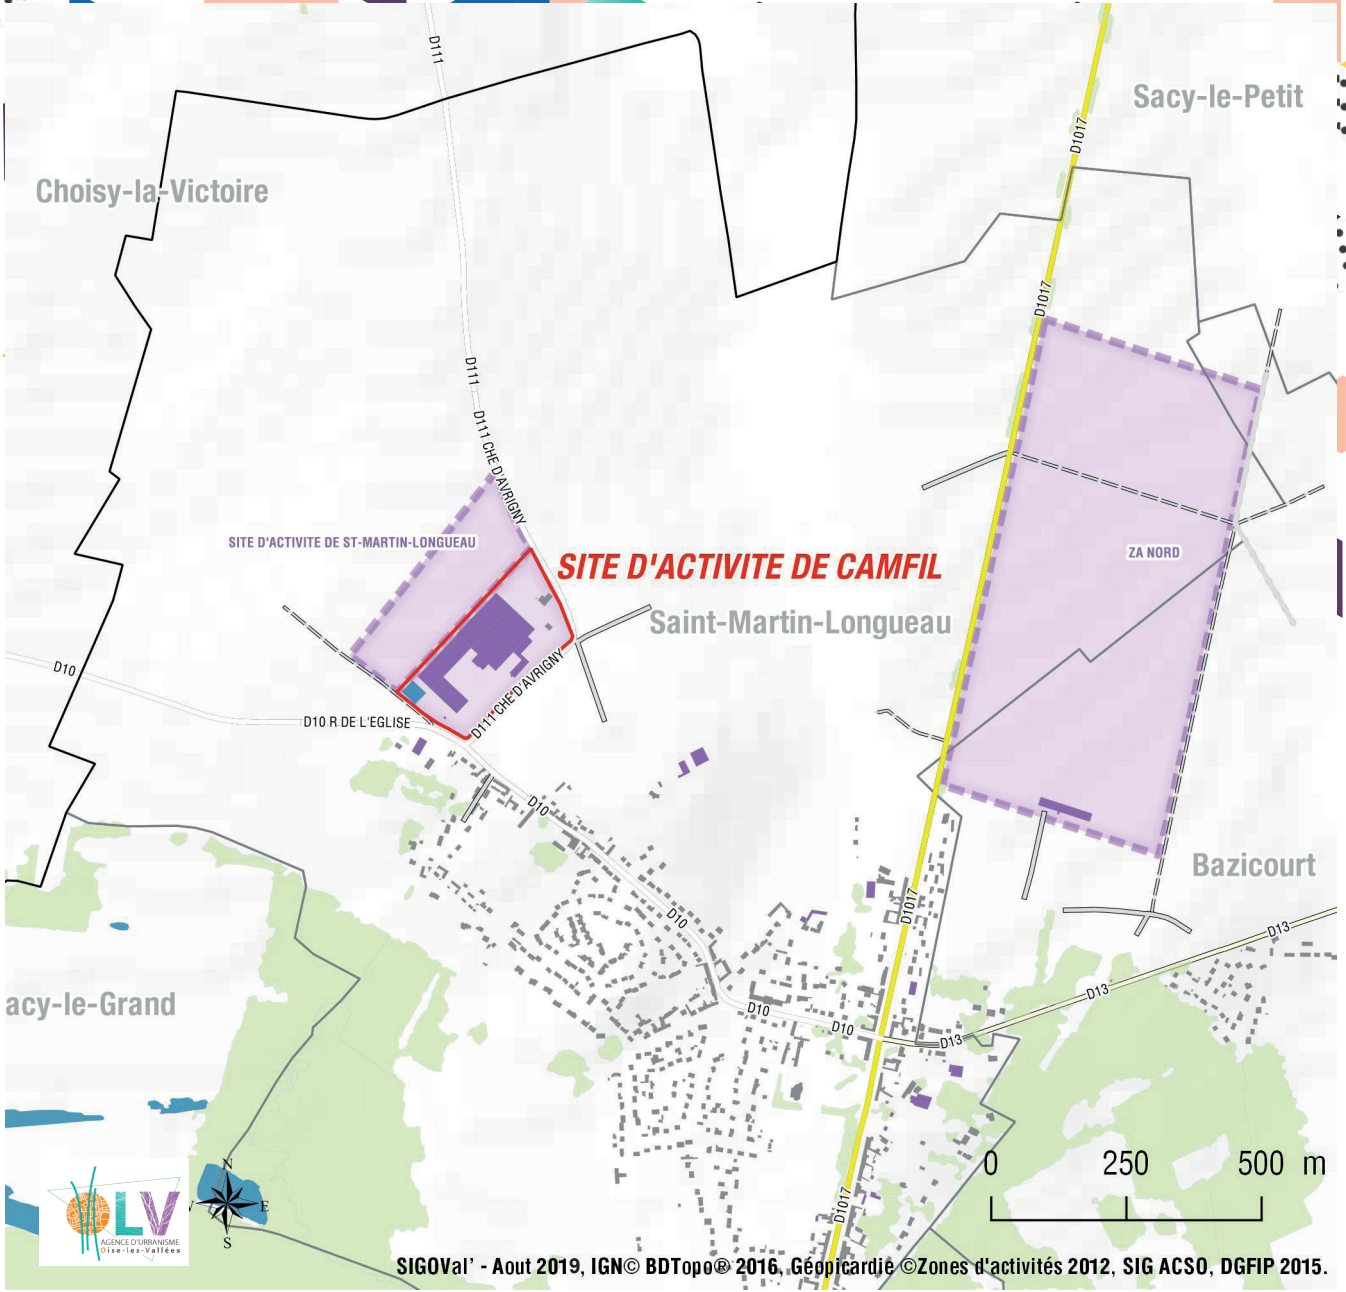 D111
Sacy-le-Petit
D1017
Choisy-la-Victoire
D1017
D111
D111 CHE D'AVRIGNY
SITE D'ACTIVITE DE ST-MARTIN-LONGUEAU
ZA NORD
SITE D'ACTIVITE DE CAMFIL
Saint-Martin-Longueau
D10
D111 CHE D'AVRIGNY
D10 R DE L'EGLISE
D10
Bazicourt
D1017
D10
D13
D13
acy-le-Grand
D10
D10
D13
0 250 500 m
N
E
S
D1017
OLV
AGENCE D'URBANISME
Oise-les-Vallées
SIGOVal' - Aout 2019, IGN© BDTopo® 2016, Géopicardie ©Zones d'activités 2012, SIG ACSO, DGFIP 2015.